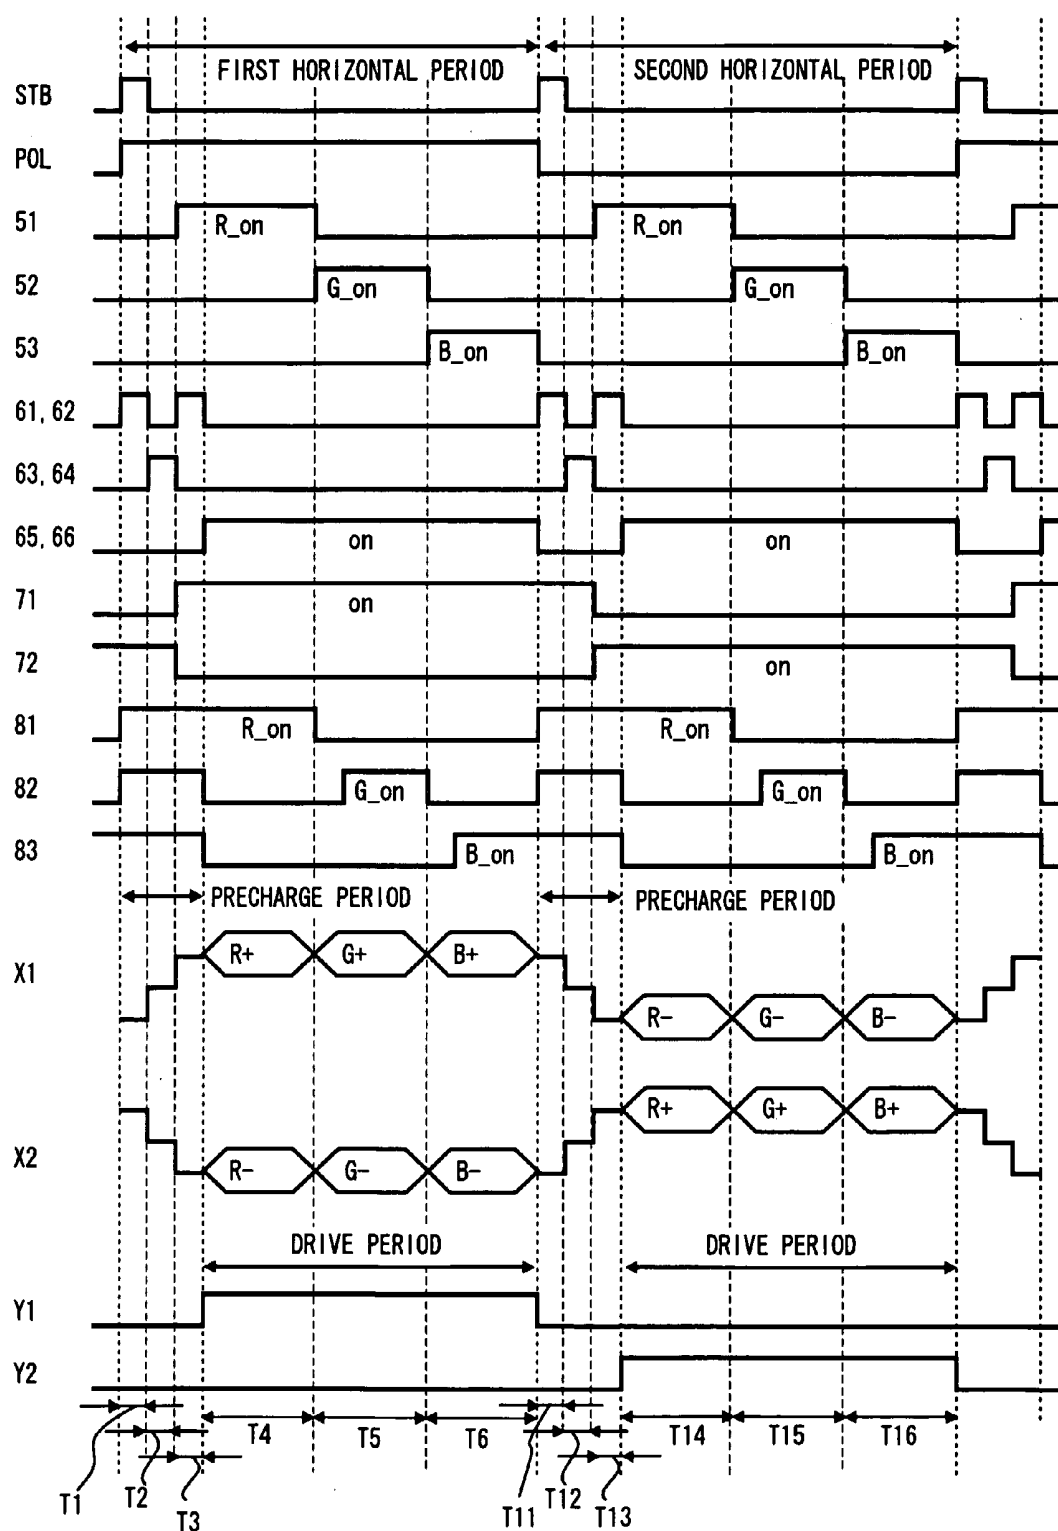 FIRST HORIZONTAL PERIOD SECOND HORIZONTAL PERIOD
STB
POL
51 R_on R_on
52 G_on G_on
53 B_on B_on
61, 62
63, 64
65, 66 on on
71 on
72 on
81 R_on R_on
82 G_on G_on
83 B_on B_on
PRECHARGE PERIOD PRECHARGE PERIOD
X1 R+ G+ B+
R- G- B-
X2 R+ G+ B+
R- G- B-
DRIVE PERIOD DRIVE PERIOD
Y1
Y2
T4 T5 T6 T14 T15 T16
T1 T2 T3 T11 T12 T13